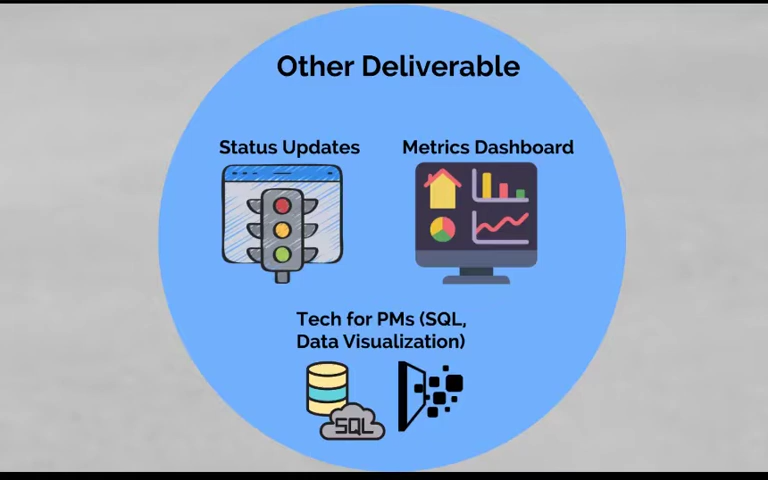 Other Deliverable
Status Updates
Metrics Dashboard
Tech for PMs (SQL,
Data Visualization)
SQL